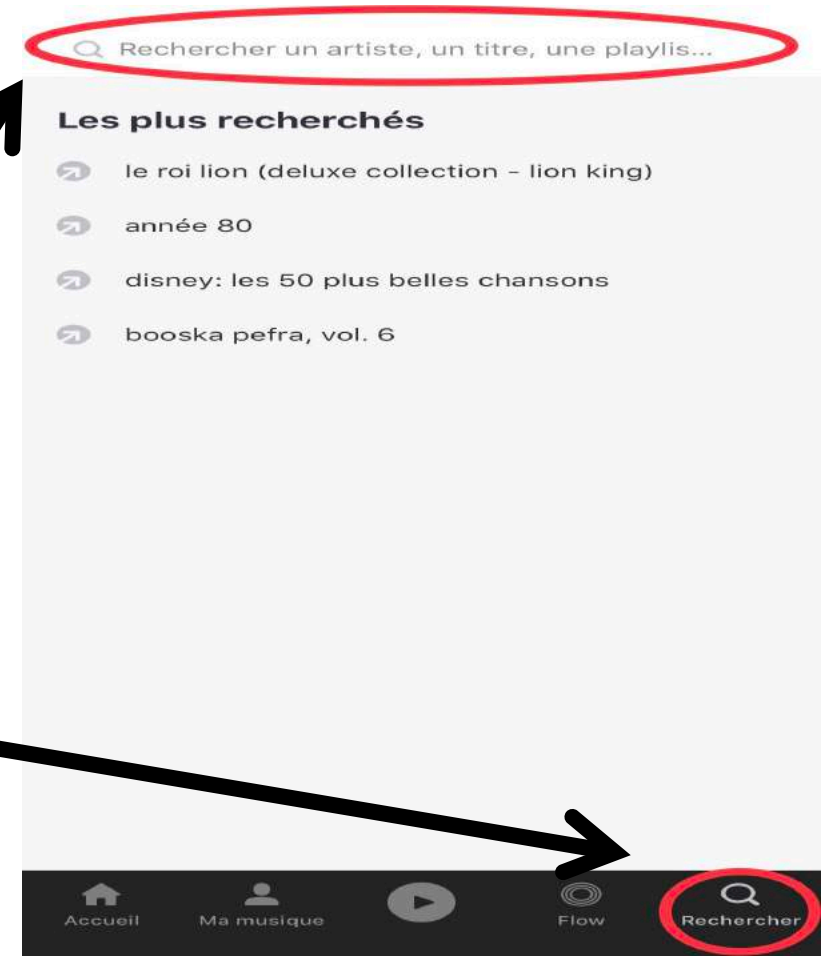 Rechercher un artiste, un titre, une playlis...
Les plus recherchés
le roi lion (deluxe collection - lion king)
année 80
disney: les 50 plus belles chansons
booska pefra, vol. 6
Accueil
Ma musique
Flow
Rechercher